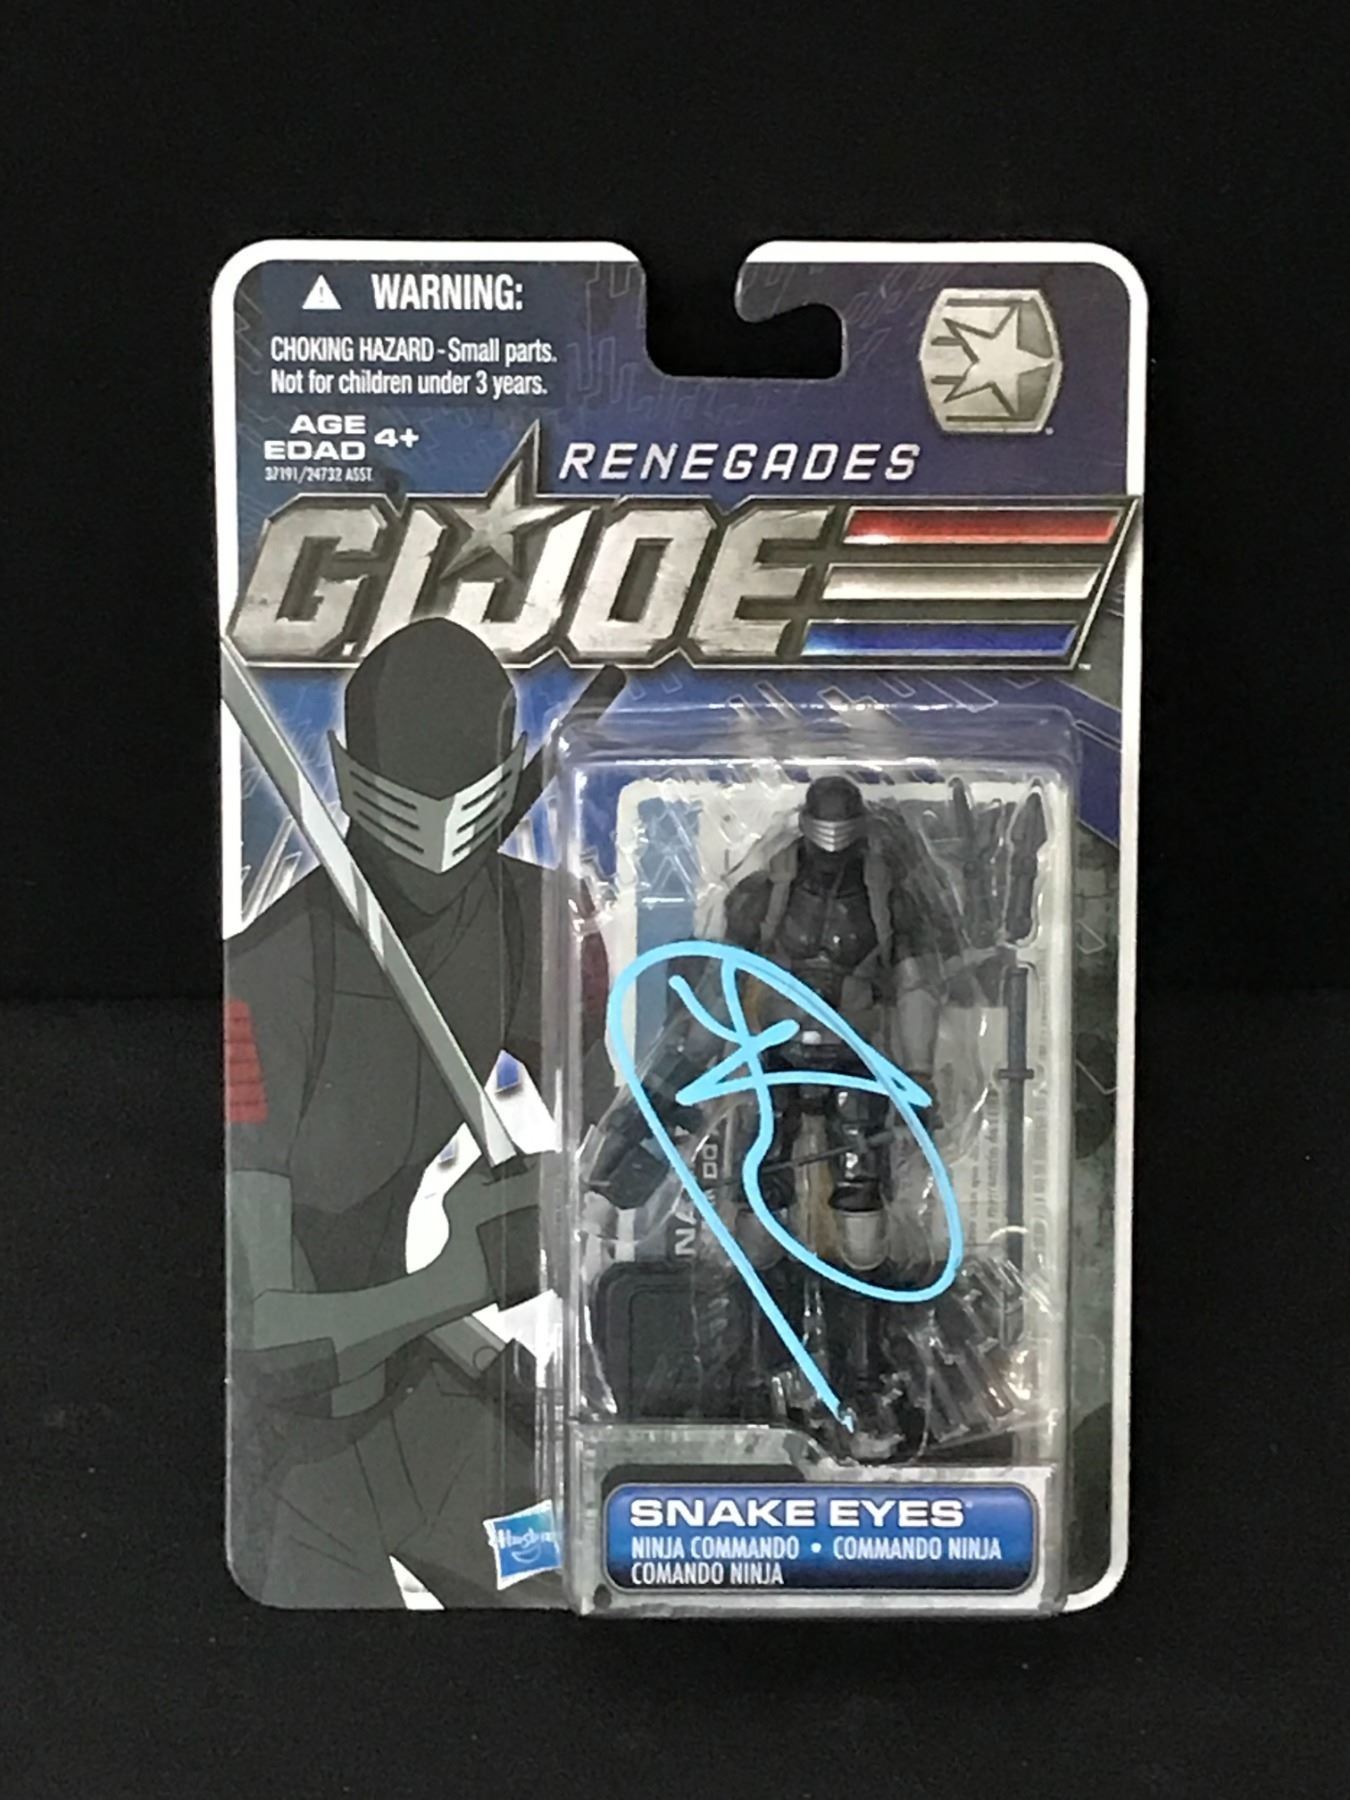 WARNING:
CHOKING HAZARD - Small parts.
Not for children under 3 years.
AGE
EDAD 4+
37191/24732 ASST.
RENEGADES
G.I. JOE
™
Hasbro
SNAKE EYES
NINJA COMMANDO • COMMANDO NINJA
COMANDO NINJA